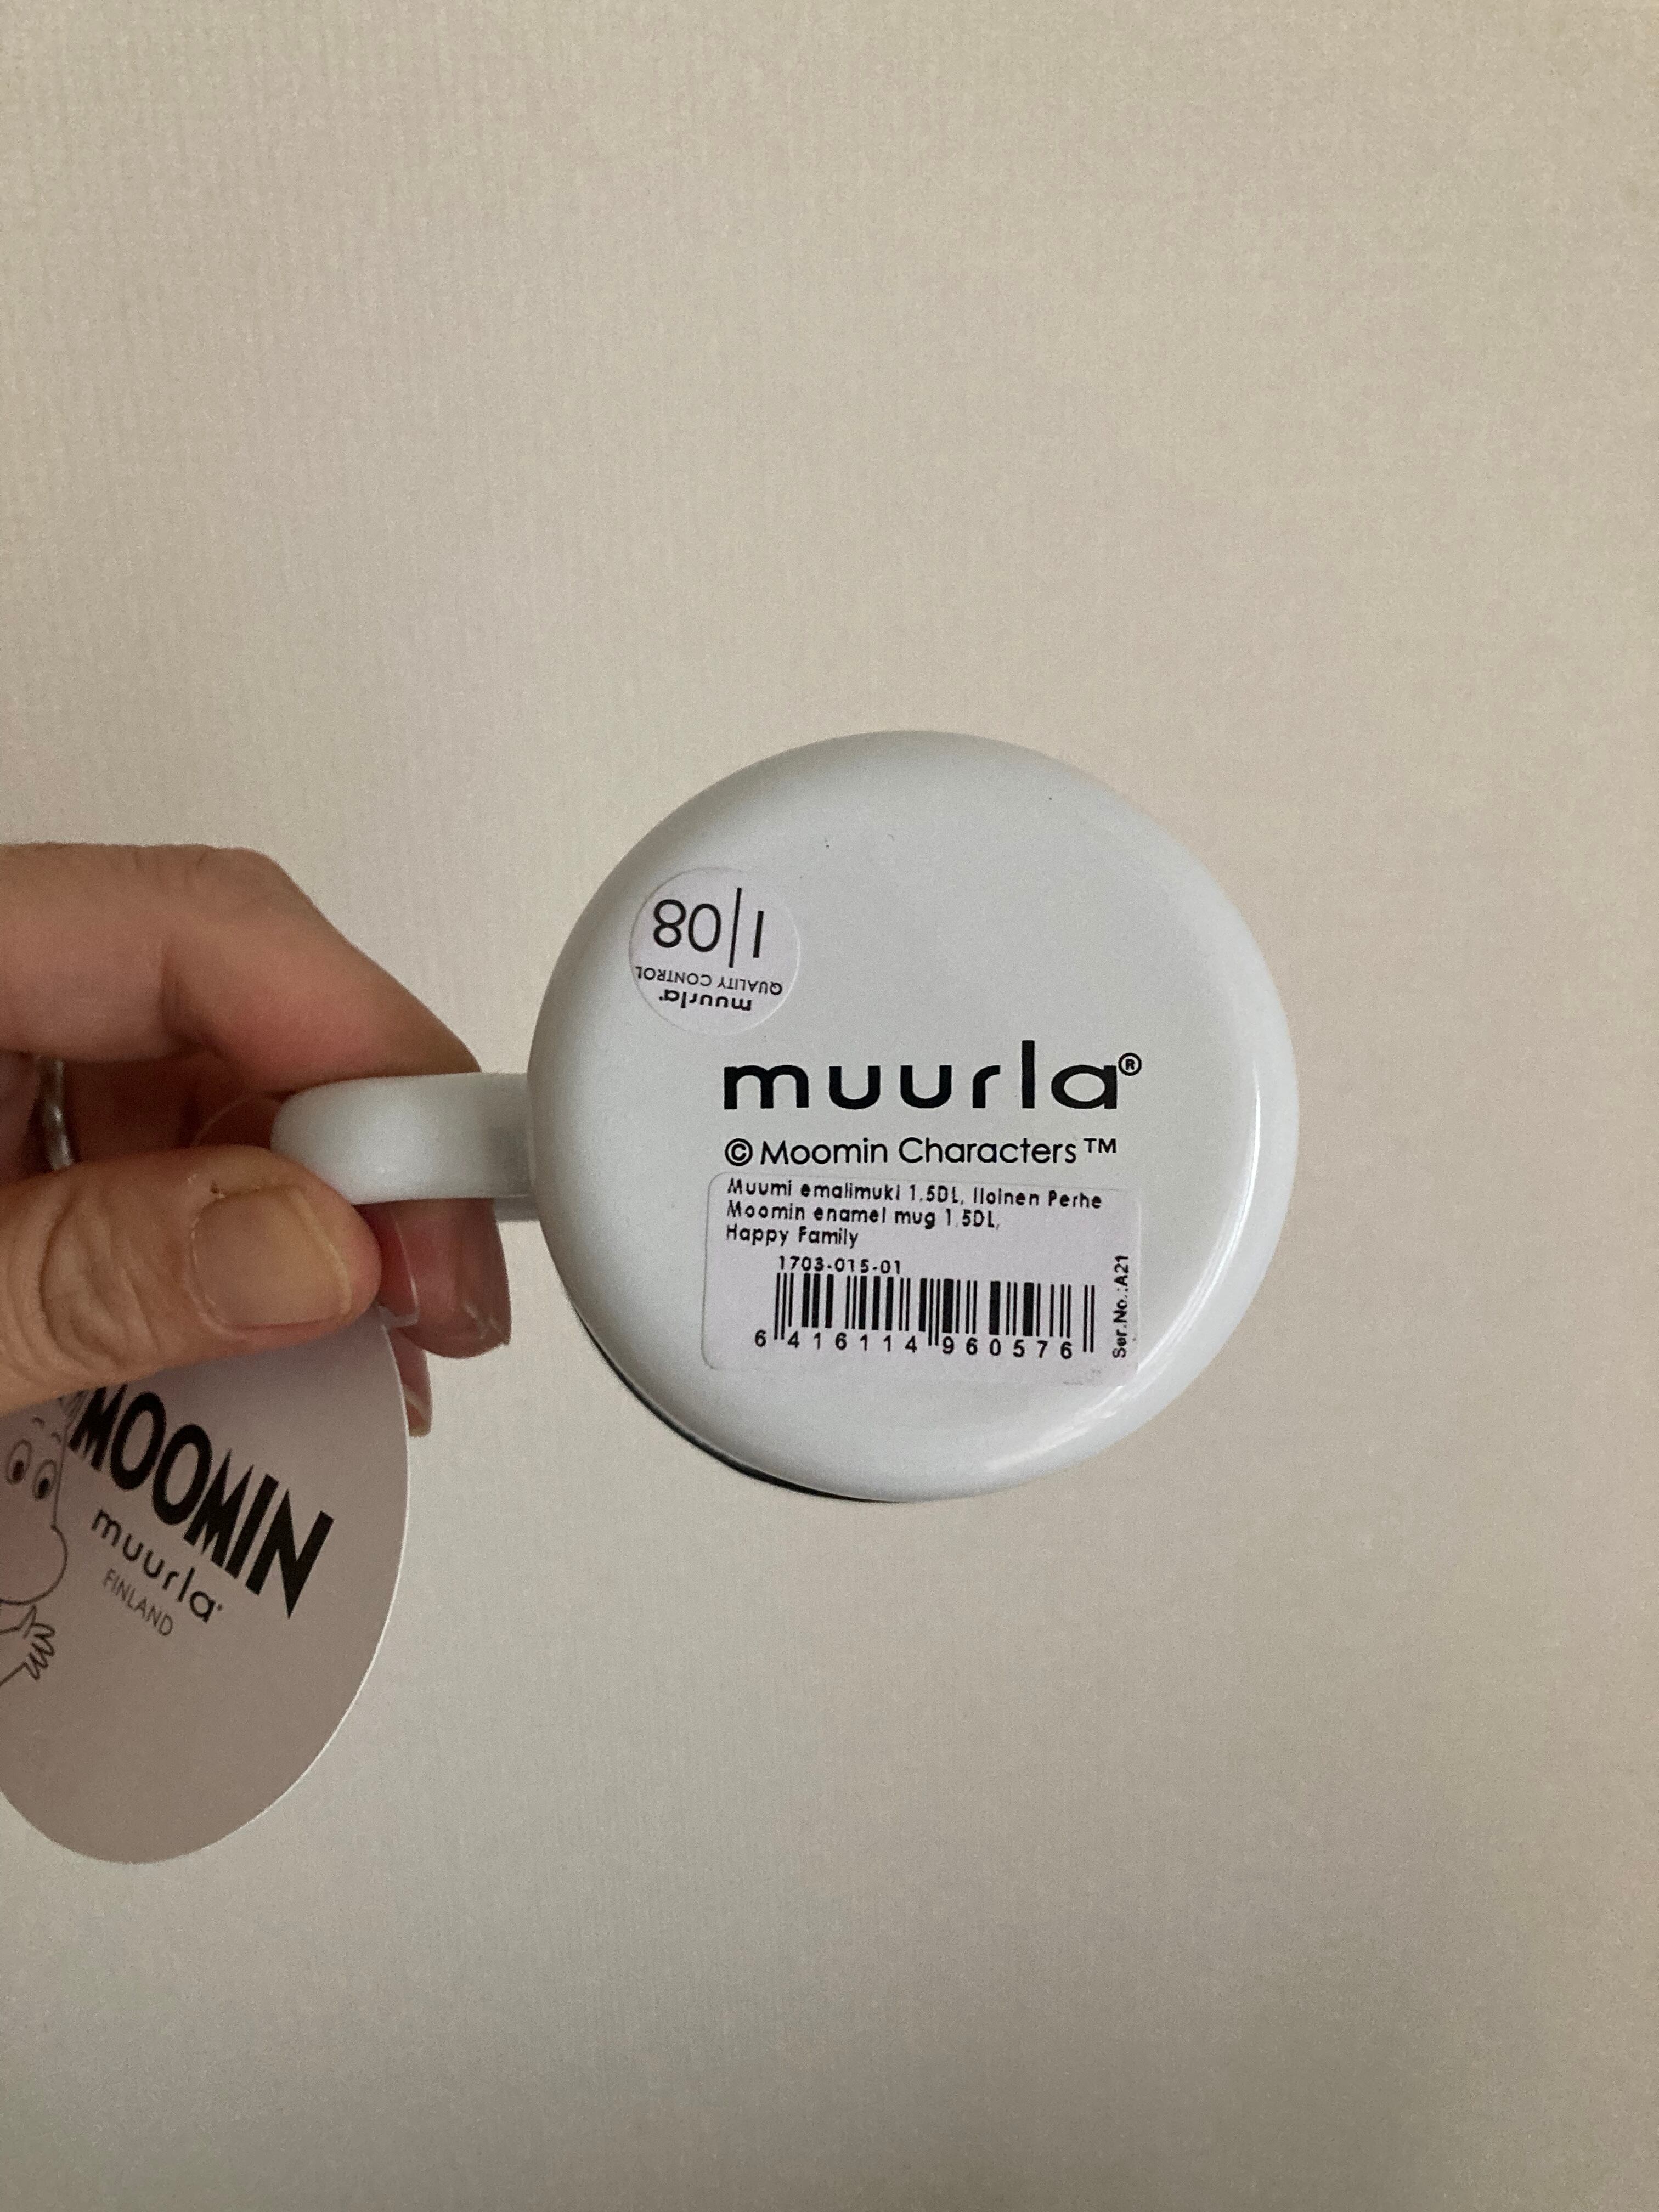 1|08
QUALITY CONTROL
muurla
muurla®
© Moomin Characters™
Muumi emalimuki 1.5DL, Iloinen Perhe
Moomin enamel mug 1.5DL,
Happy Family
1703-015-01
6 416114 960576
Ser.No.:A21
MOOMIN
muurla
FINLAND